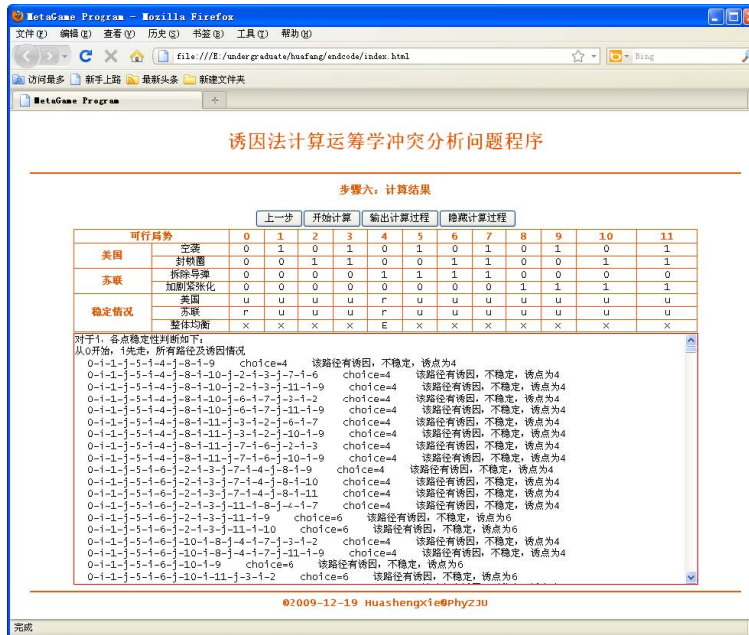 MetaGame Program - Mozilla Firefox
文件(F) 编辑(E) 查看(V) 历史(S) 书签(B) 工具(T) 帮助(H)
file:///E:/undergraduate/huafang/endcode/index.html Bing
访问最多 新手上路 最新头条 新建文件夹
MetaGame Program
诱因法计算运筹学冲突分析问题程序
步骤六：计算结果
上一步 开始计算 输出计算过程 隐藏计算过程
可行局势 0 1 2 3 4 5 6 7 8 9 10 11
美国 空袭 0 1 0 1 0 1 0 1 0 1 0 1
封锁圈 0 0 1 1 0 0 1 1 0 0 1 1
苏联 拆除导弹 0 0 0 0 1 1 1 1 0 0 0 0
加剧紧张化 0 0 0 0 0 0 0 0 1 1 1 1
稳定情况 美国 u u u u r u u u u u u u
苏联 r u u u r u u u u u u u
整体均衡 × × × × E × × × × × × ×
对于i，各点稳定性判断如下：
从0开始，i先走，所有路径及诱因情况
0-i-1-j-5-i-4-j-8-i-9 choice=4 该路径有诱因，不稳定，诱点为4
0-i-1-j-5-i-4-j-8-i-10-j-2-i-3-j-7-i-6 choice=4 该路径有诱因，不稳定，诱点为4
0-i-1-j-5-i-4-j-8-i-10-j-2-i-3-j-11-i-9 choice=4 该路径有诱因，不稳定，诱点为4
0-i-1-j-5-i-4-j-8-i-10-j-6-i-7-j-3-i-2 choice=4 该路径有诱因，不稳定，诱点为4
0-i-1-j-5-i-4-j-8-i-10-j-6-i-7-j-11-i-9 choice=4 该路径有诱因，不稳定，诱点为4
0-i-1-j-5-i-4-j-8-i-11-j-3-i-2-j-6-i-7 choice=4 该路径有诱因，不稳定，诱点为4
0-i-1-j-5-i-4-j-8-i-11-j-3-i-2-j-10-i-9 choice=4 该路径有诱因，不稳定，诱点为4
0-i-1-j-5-i-4-j-8-i-11-j-7-i-6-j-2-i-3 choice=4 该路径有诱因，不稳定，诱点为4
0-i-1-j-5-i-4-j-8-i-11-j-7-i-6-j-10-i-9 choice=4 该路径有诱因，不稳定，诱点为4
0-i-1-j-5-i-6-j-2-i-3-j-7-i-4-j-8-i-9 choice=4 该路径有诱因，不稳定，诱点为4
0-i-1-j-5-i-6-j-2-i-3-j-7-i-4-j-8-i-10 choice=4 该路径有诱因，不稳定，诱点为4
0-i-1-j-5-i-6-j-2-i-3-j-7-i-4-j-8-i-11 choice=4 该路径有诱因，不稳定，诱点为4
0-i-1-j-5-i-6-j-2-i-3-j-11-i-8-j-4-i-7 choice=4 该路径有诱因，不稳定，诱点为4
0-i-1-j-5-i-6-j-2-i-3-j-11-i-9 choice=6 该路径有诱因，不稳定，诱点为6
0-i-1-j-5-i-6-j-2-i-3-j-11-i-10 choice=6 该路径有诱因，不稳定，诱点为6
0-i-1-j-5-i-6-j-10-i-8-j-4-i-7-j-3-i-2 choice=4 该路径有诱因，不稳定，诱点为4
0-i-1-j-5-i-6-j-10-i-8-j-4-i-7-j-11-i-9 choice=4 该路径有诱因，不稳定，诱点为4
0-i-1-j-5-i-6-j-10-i-9 choice=6 该路径有诱因，不稳定，诱点为6
0-i-1-j-5-i-6-j-10-i-11-j-3-i-2 choice=6 该路径有诱因，不稳定，诱点为6
©2009-12-19 HuashengXie@PhyZJU
完成